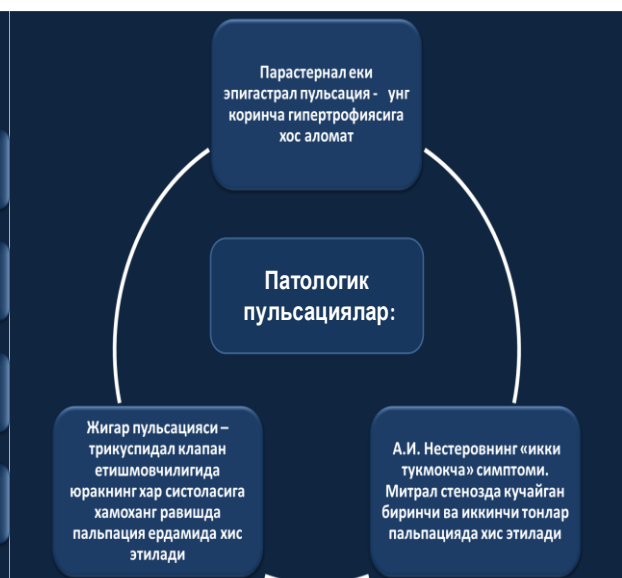 Парастернал еки
эпигастрал пульсация - унг
коринча гипертрофиясига
хос аломат
Патологик
пульсациялар:
Жигар пульсацияси –
трикуспидал клапан
етишмовчилигида
юракнинг хар систоласига
хамоханг равишда
пальпация ердамида хис
этилади
А.И. Нестеровнинг «икки
тукмокча» симптоми.
Митрал стенозда кучайган
биринчи ва иккинчи тонлар
пальпацияда хис этилади